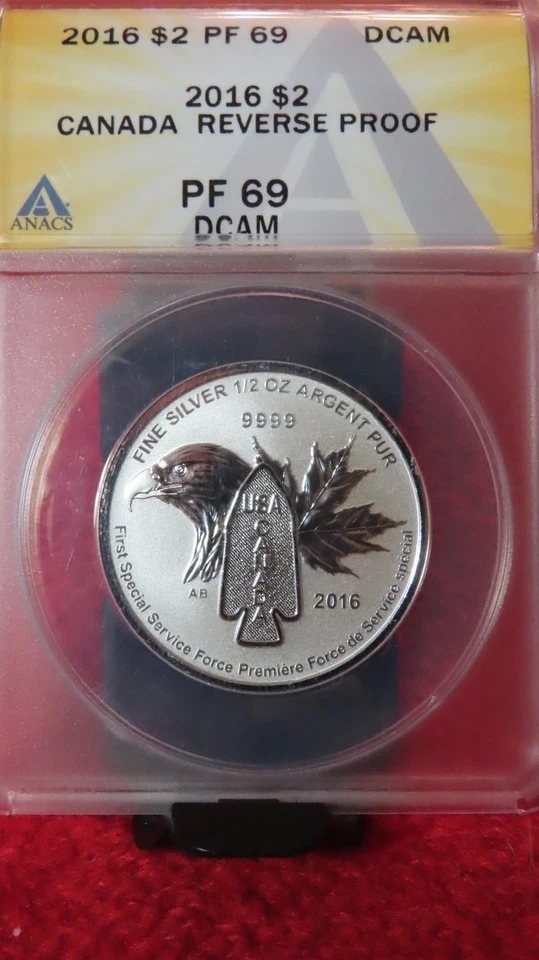 2016 $2 PF 69 DCAM
2016 $2
CANADA REVERSE PROOF
PF 69
DCAM
ANACS
FINE SILVER 1/2 OZ ARGENT PUR
9999
USA
CANADA
AB
2016
First Special Service Force Première Force de Service spécial